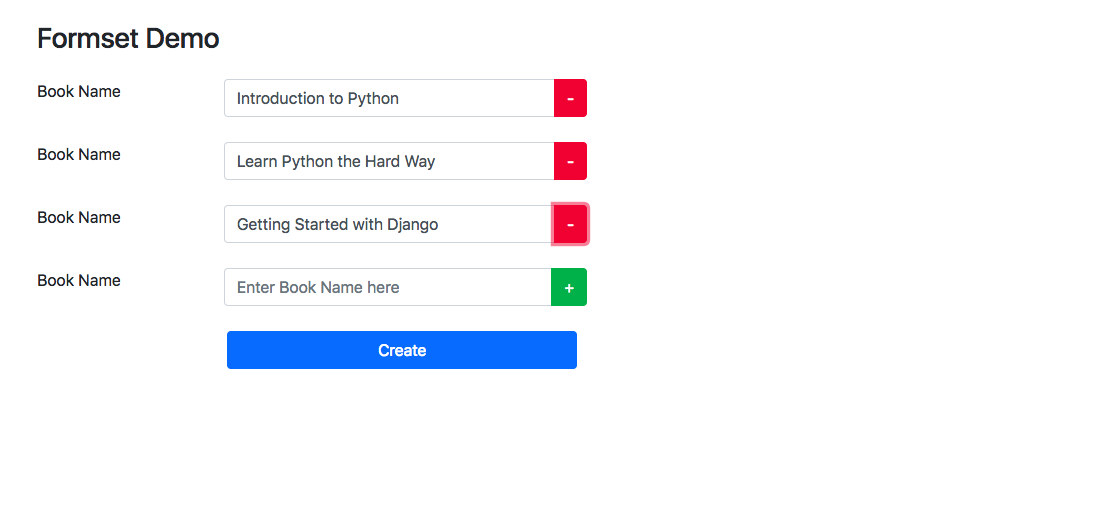 Formset Demo
Book Name Introduction to Python -
Book Name Learn Python the Hard Way -
Book Name Getting Started with Django -
Book Name Enter Book Name here +
Create